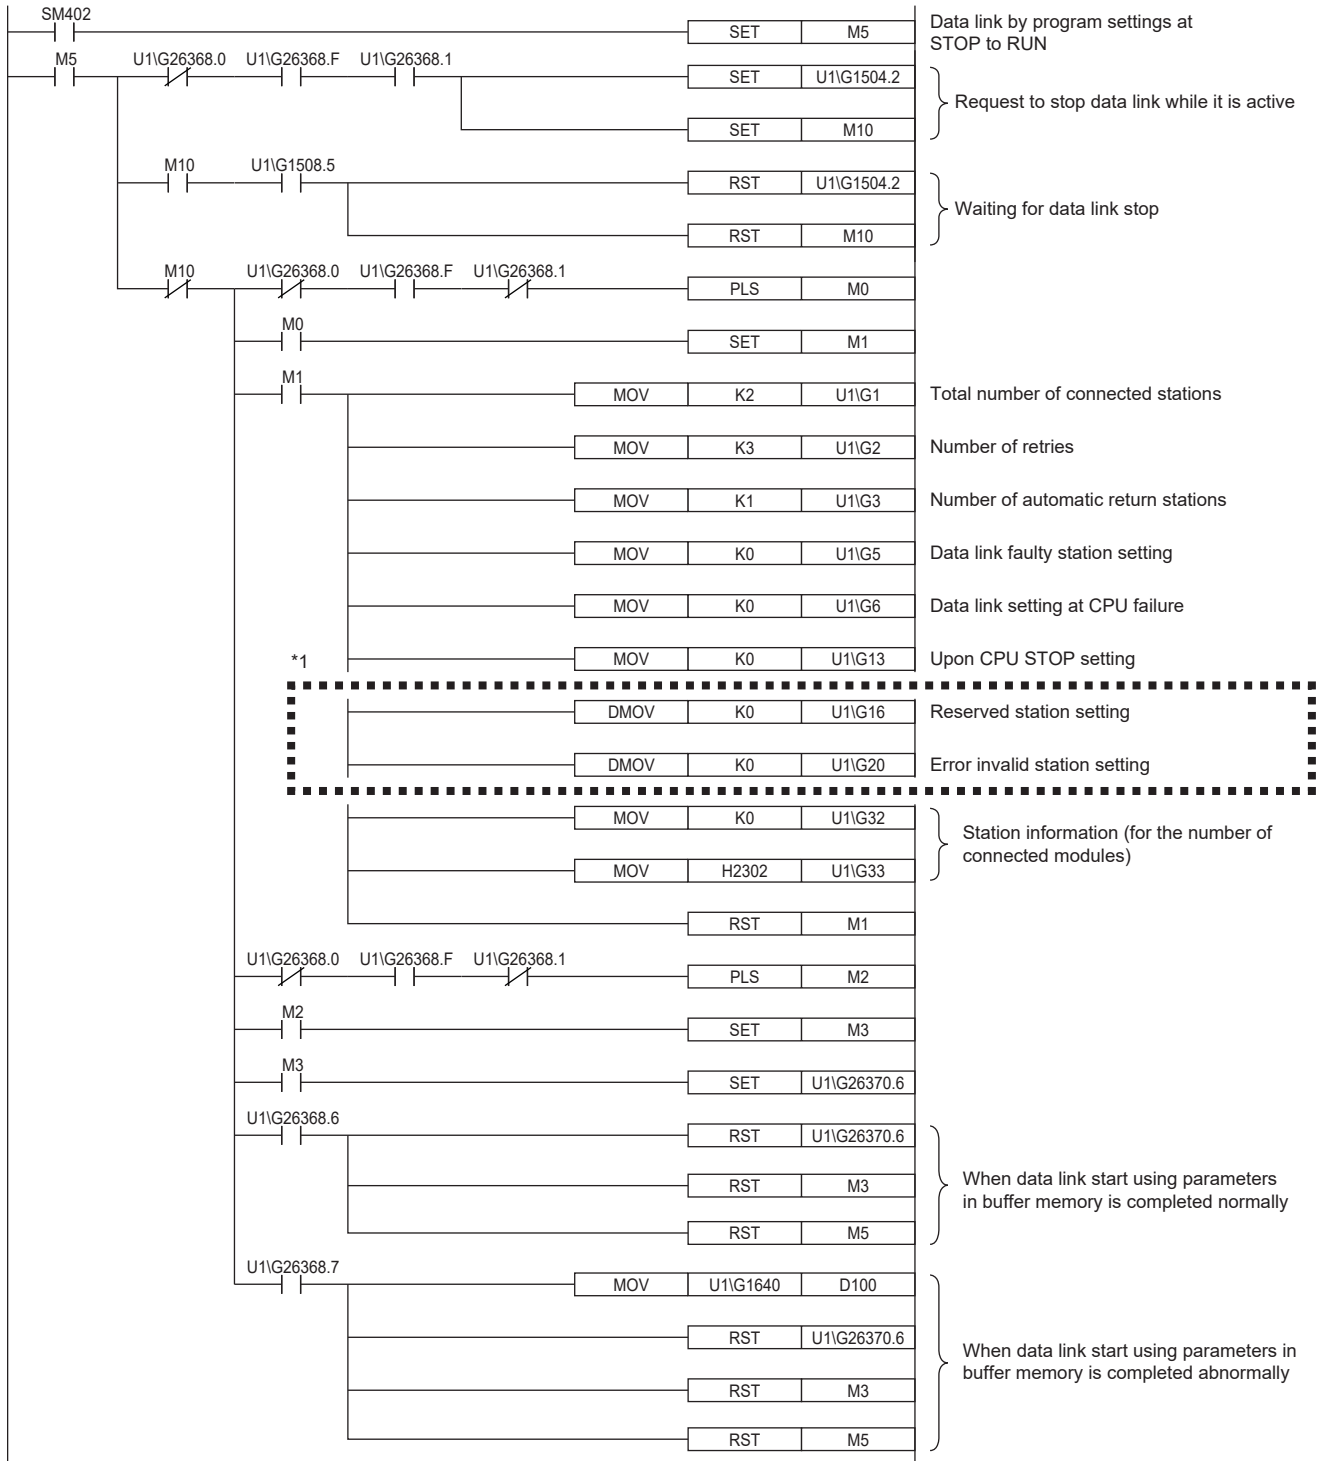 SM402
SET M5
Data link by program settings at
STOP to RUN
M5 U1\G26368.0 U1\G26368.F U1\G26368.1
SET U1\G1504.2
Request to stop data link while it is active
SET M10
M10 U1\G1508.5
RST U1\G1504.2
Waiting for data link stop
RST M10
M10 U1\G26368.0 U1\G26368.F U1\G26368.1
PLS M0
M0
SET M1
M1
MOV K2 U1\G1 Total number of connected stations
MOV K3 U1\G2 Number of retries
MOV K1 U1\G3 Number of automatic return stations
MOV K0 U1\G5 Data link faulty station setting
MOV K0 U1\G6 Data link setting at CPU failure
*1 MOV K0 U1\G13 Upon CPU STOP setting
DMOV K0 U1\G16 Reserved station setting
DMOV K0 U1\G20 Error invalid station setting
MOV K0 U1\G32
Station information (for the number of
connected modules)
MOV H2302 U1\G33
RST M1
U1\G26368.0 U1\G26368.F U1\G26368.1
PLS M2
M2
SET M3
M3
SET U1\G26370.6
U1\G26368.6
RST U1\G26370.6
When data link start using parameters
in buffer memory is completed normally
RST M3
RST M5
U1\G26368.7
MOV U1\G1640 D100
RST U1\G26370.6
When data link start using parameters in
buffer memory is completed abnormally
RST M3
RST M5